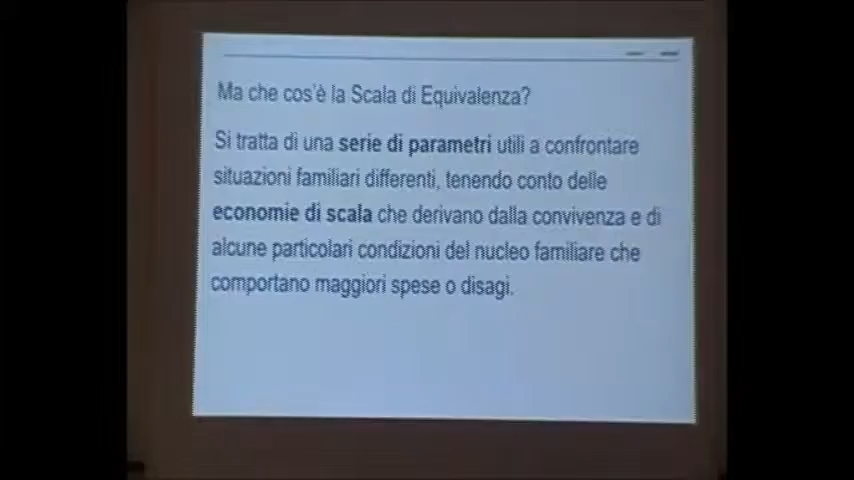 Ma che cos'è la Scala di Equivalenza?
Si tratta di una serie di parametri utili a confrontare
situazioni familiari differenti, tenendo conto delle
economie di scala che derivano dalla convivenza e di
alcune particolari condizioni del nucleo familiare che
comportano maggiori spese o disagi.